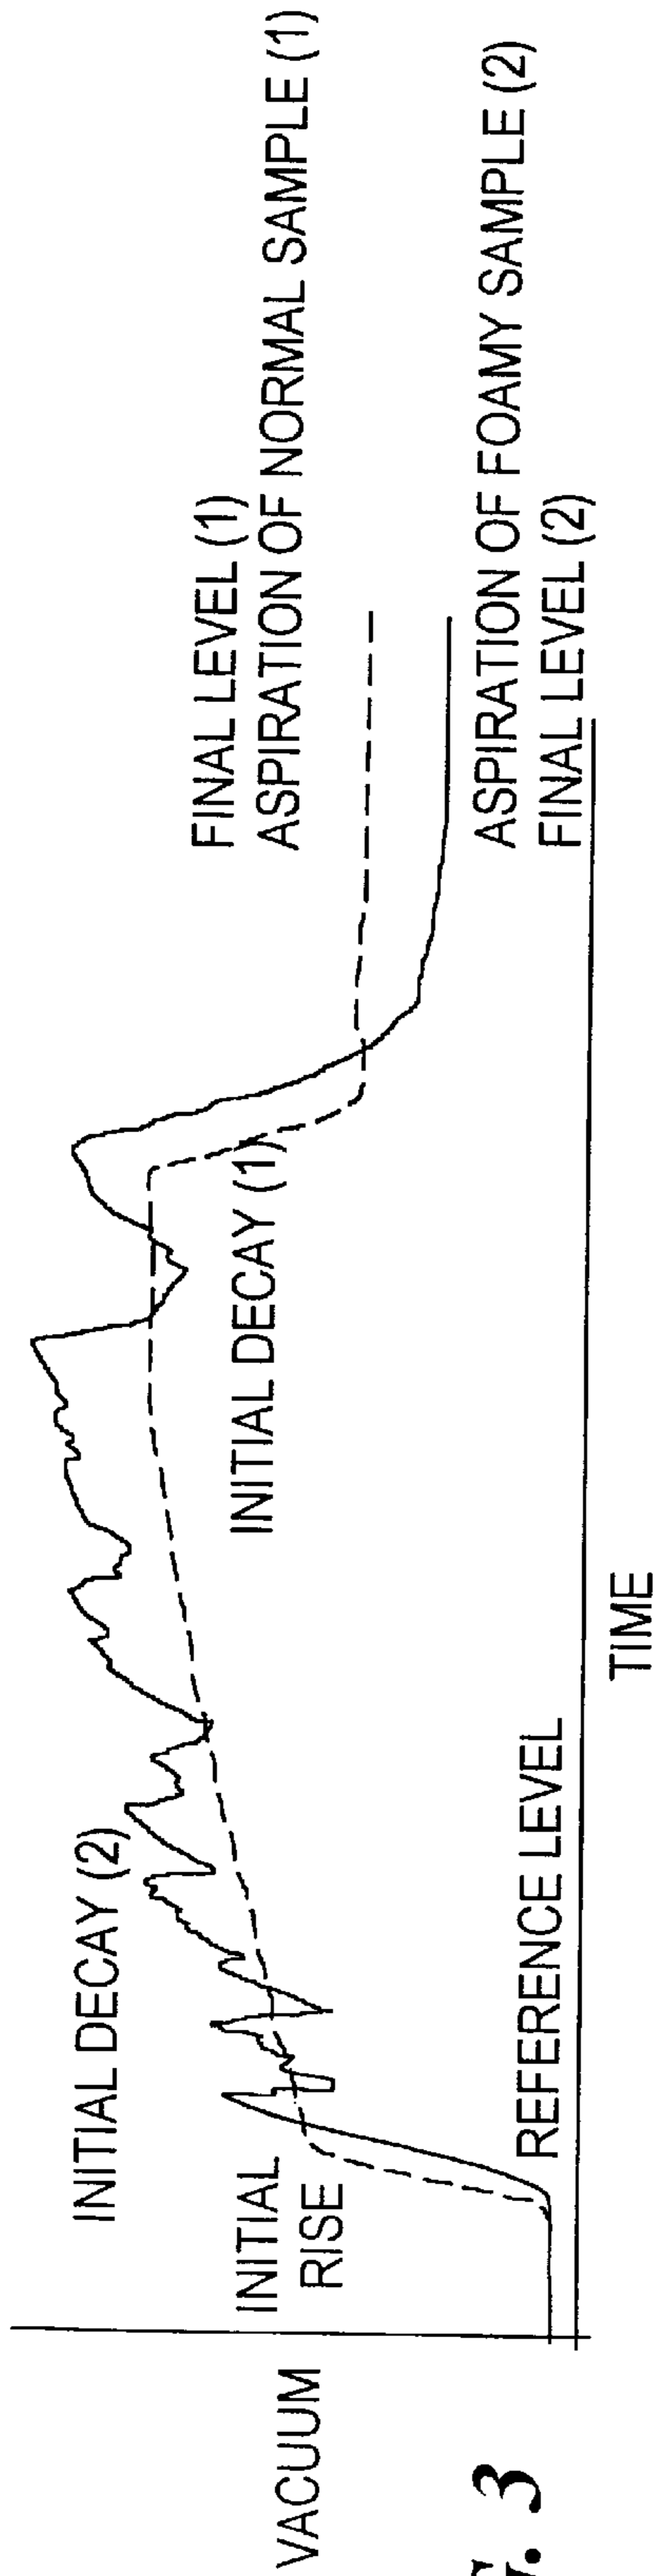 FINAL LEVEL (1)
ASPIRATION OF NORMAL SAMPLE (1)
INITIAL DECAY (2)
INITIAL
RISE
INITIAL DECAY (1)
VACUUM
ASPIRATION OF FOAMY SAMPLE (2)
FINAL LEVEL (2)
REFERENCE LEVEL
TIME
3